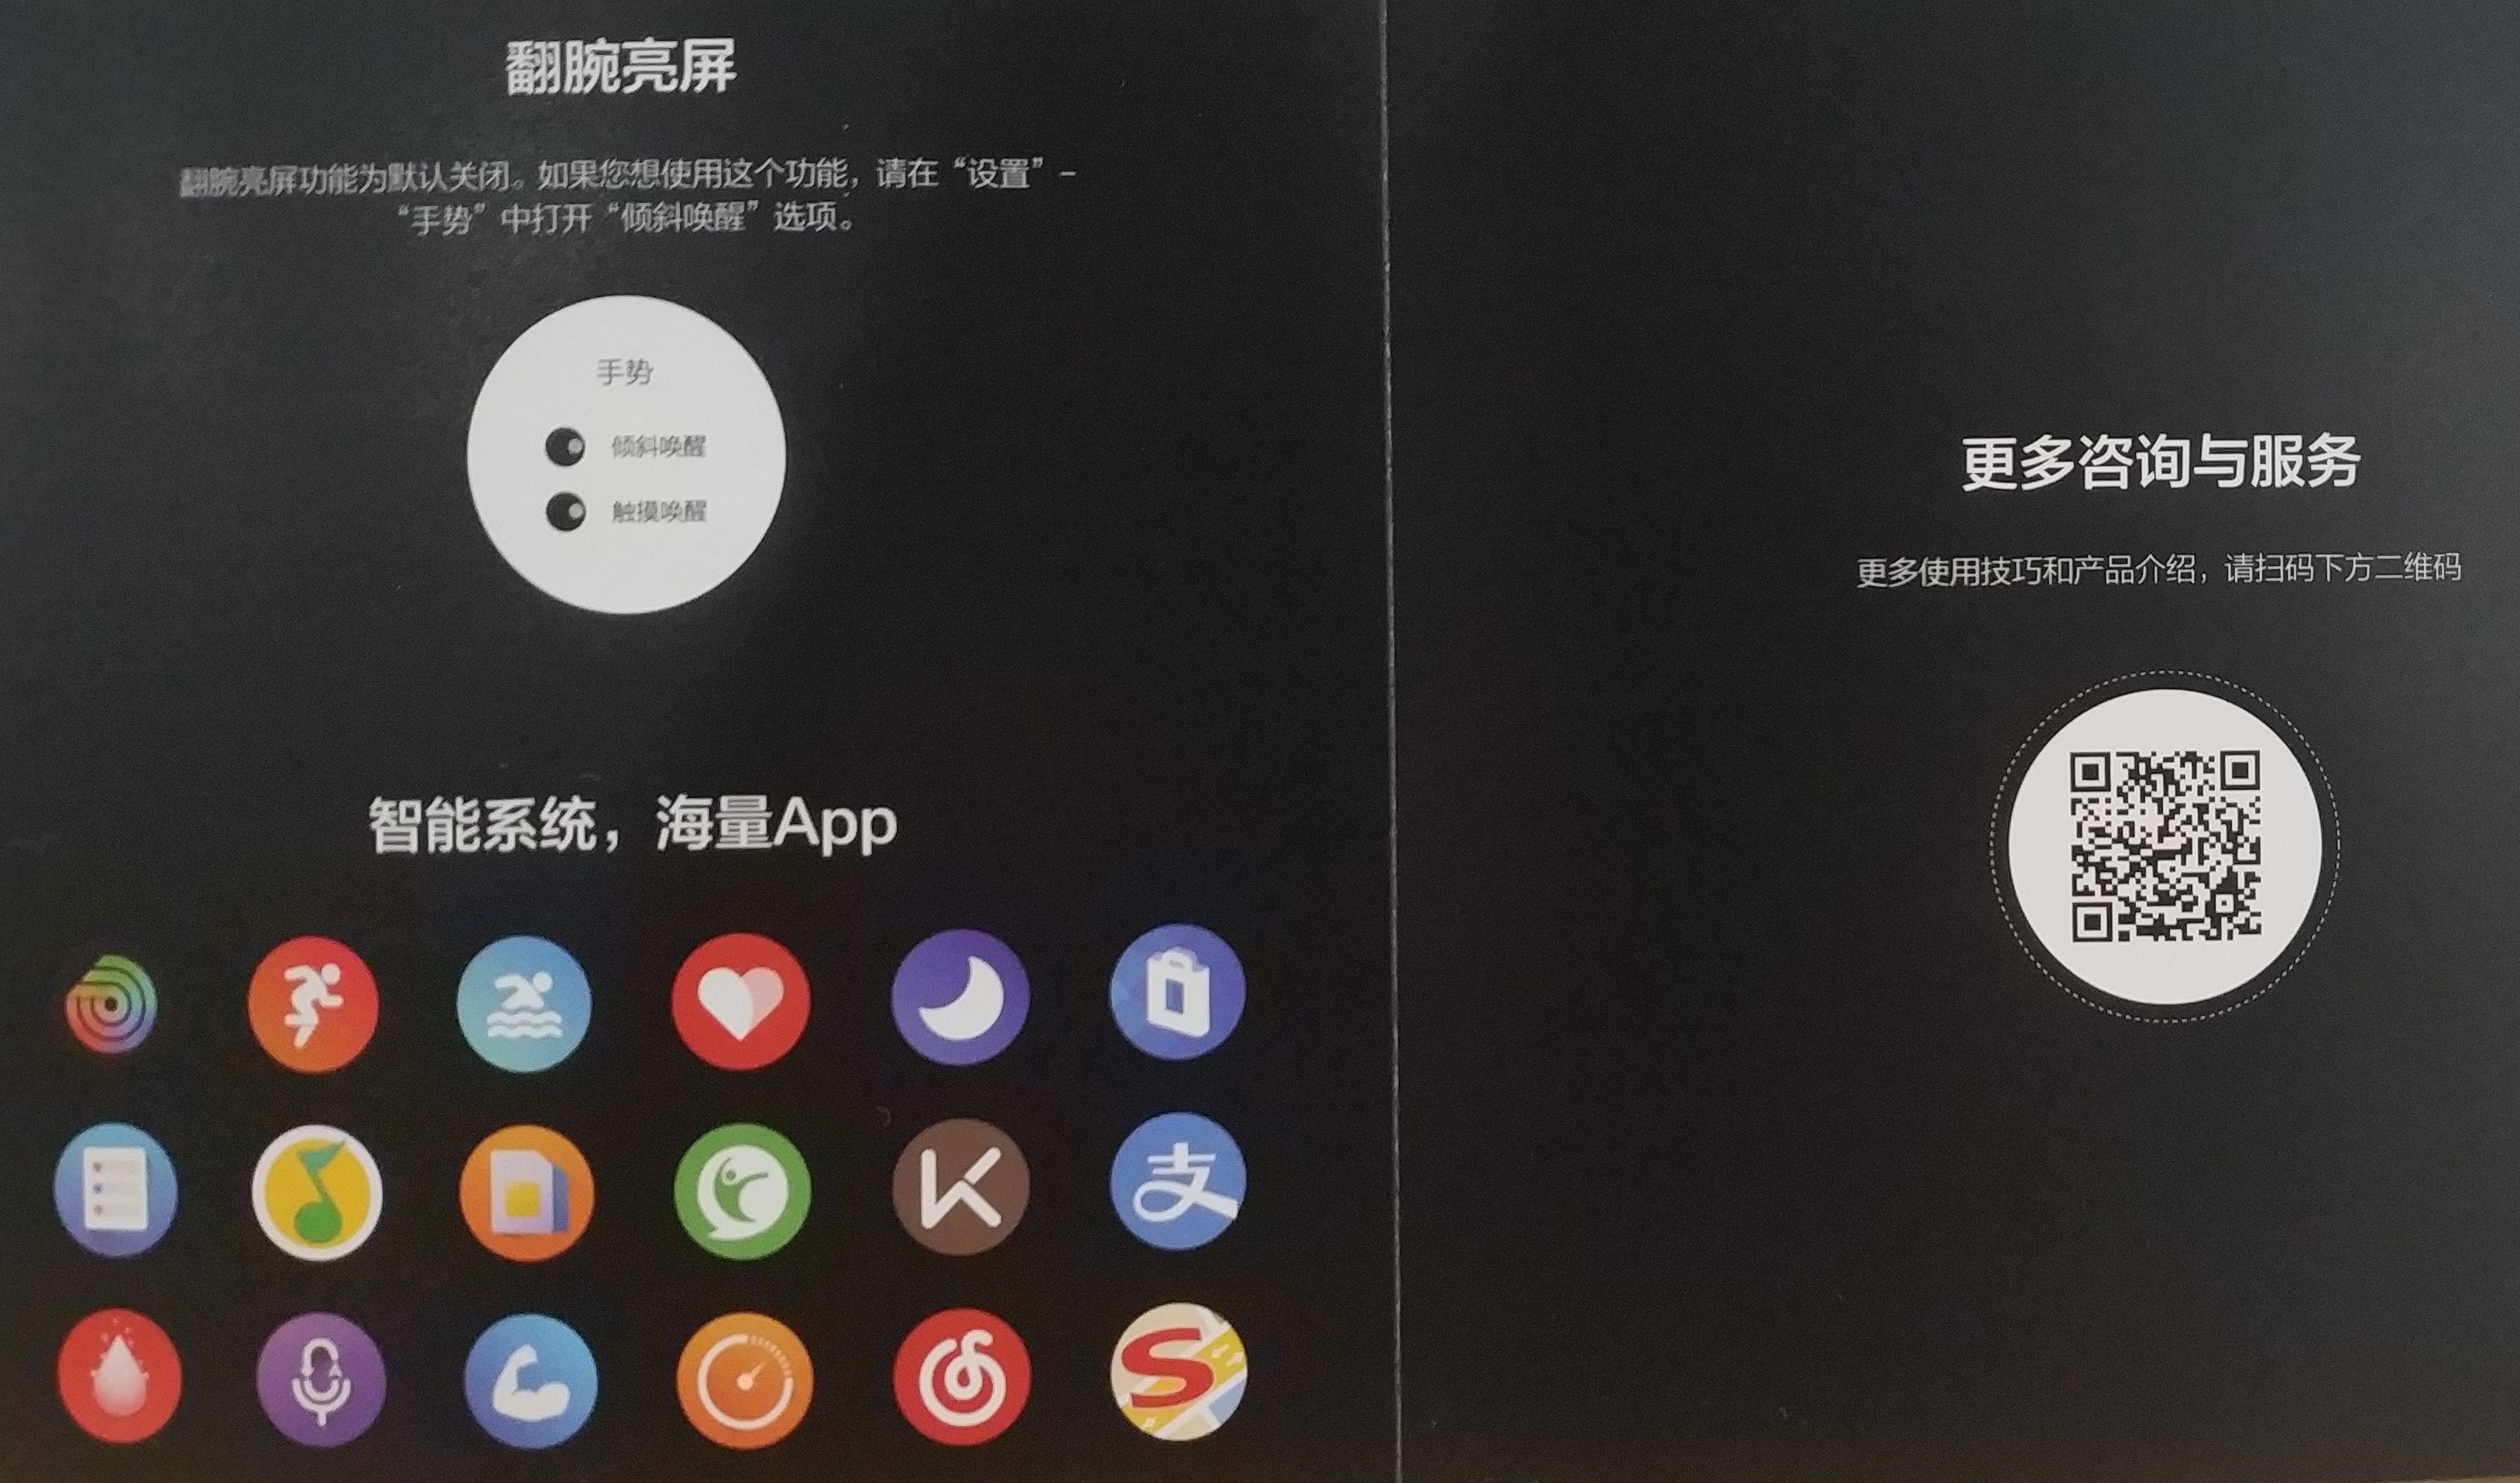 翻腕亮屏
翻腕亮屏功能为默认关闭。如果您想使用这个功能，请在“设置”–
“手势”中打开“倾斜唤醒”选项。
手势
倾斜唤醒
触摸唤醒
智能系统，海量App
K
支
S
更多咨询与服务
更多使用技巧和产品介绍，请扫码下方二维码